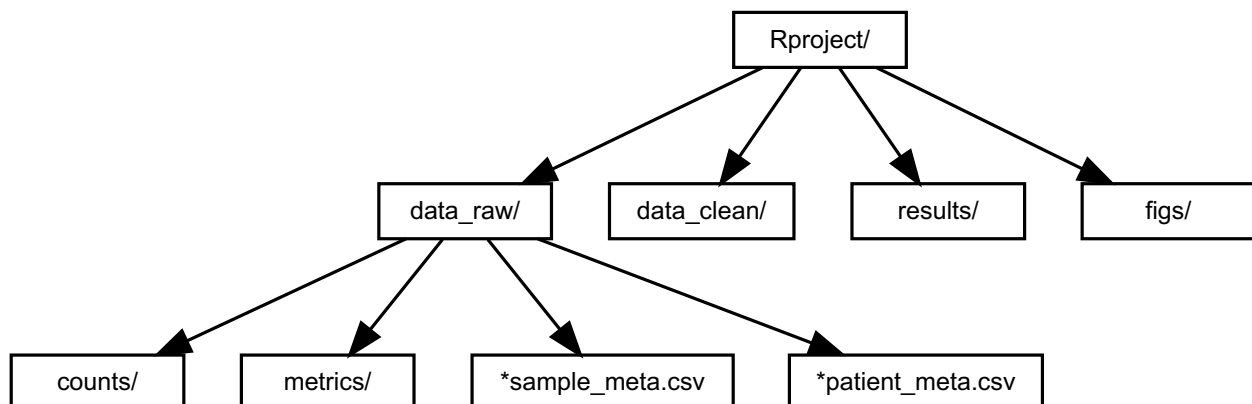 Rproject/
data_raw/
data_clean/
results/
figs/
counts/
metrics/
*sample_meta.csv
*patient_meta.csv